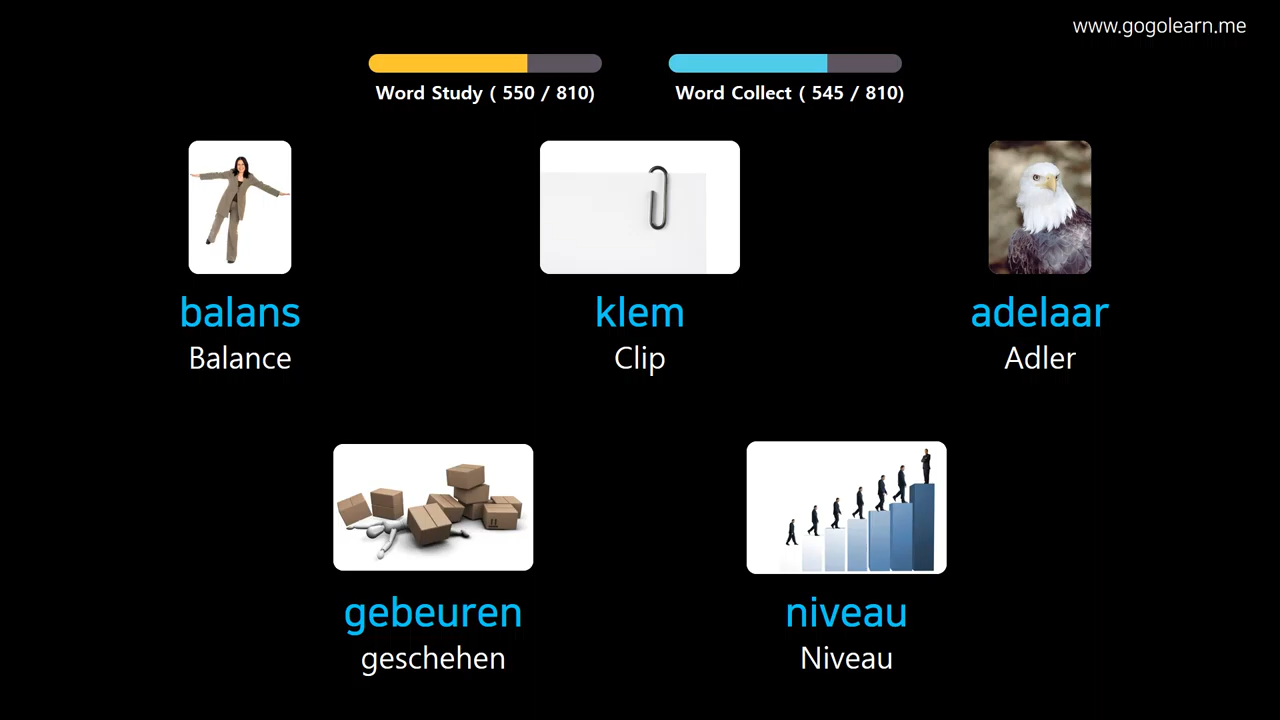 www.gogolearn.me
Word Study ( 550 / 810)
Word Collect ( 545 / 810)
balans
Balance
klem
Clip
adelaar
Adler
gebeuren
geschehen
niveau
Niveau